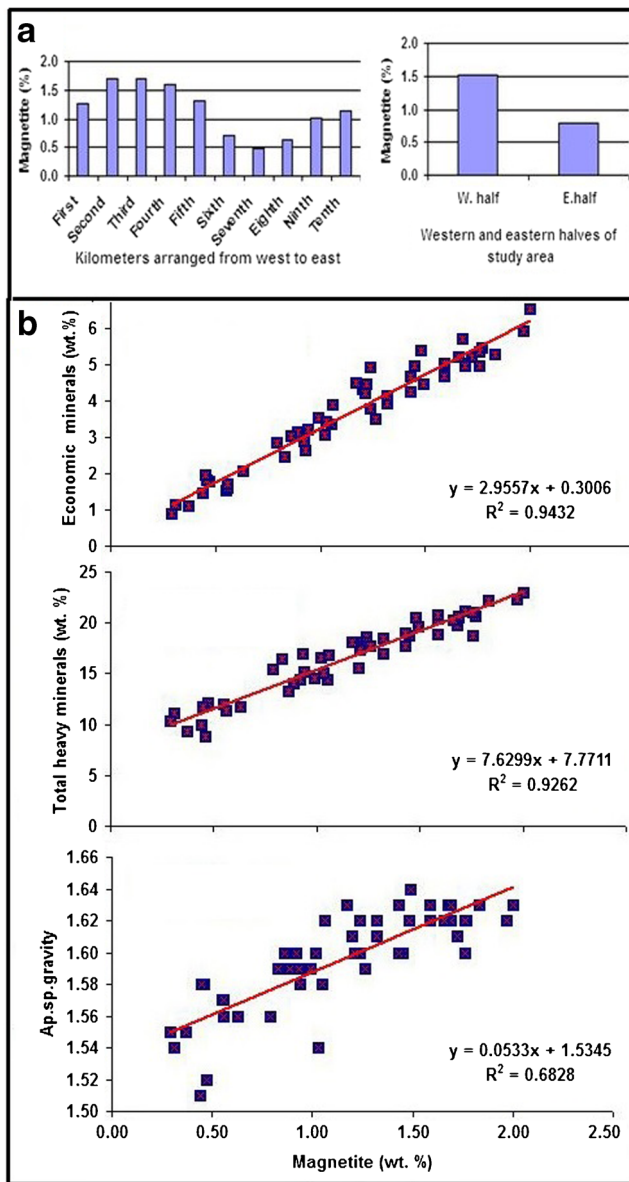 a
Magnetite (%)
2.0
1.5
1.0
0.5
0.0
First
Second
Third
Fourth
Fifth
Sixth
Seventh
Eighth
Ninth
Tenth
Kilometers arranged from west to east
Magnetite (%)
2.0
1.5
1.0
0.5
0.0
W. half
E.half
Western and eastern halves of
study area
b
Economic minerals (wt. %)
6
5
4
3
2
1
0
y = 2.9557x + 0.3006
R² = 0.9432
Total heavy minerals (wt. %)
25
20
15
10
5
0
y = 7.6299x + 7.7711
R² = 0.9262
Ap.sp.gravity
1.66
1.64
1.62
1.60
1.58
1.56
1.54
1.52
1.50
y = 0.0533x + 1.5345
R² = 0.6828
0.00
0.50
1.00
1.50
2.00
2.50
Magnetite (wt. %)